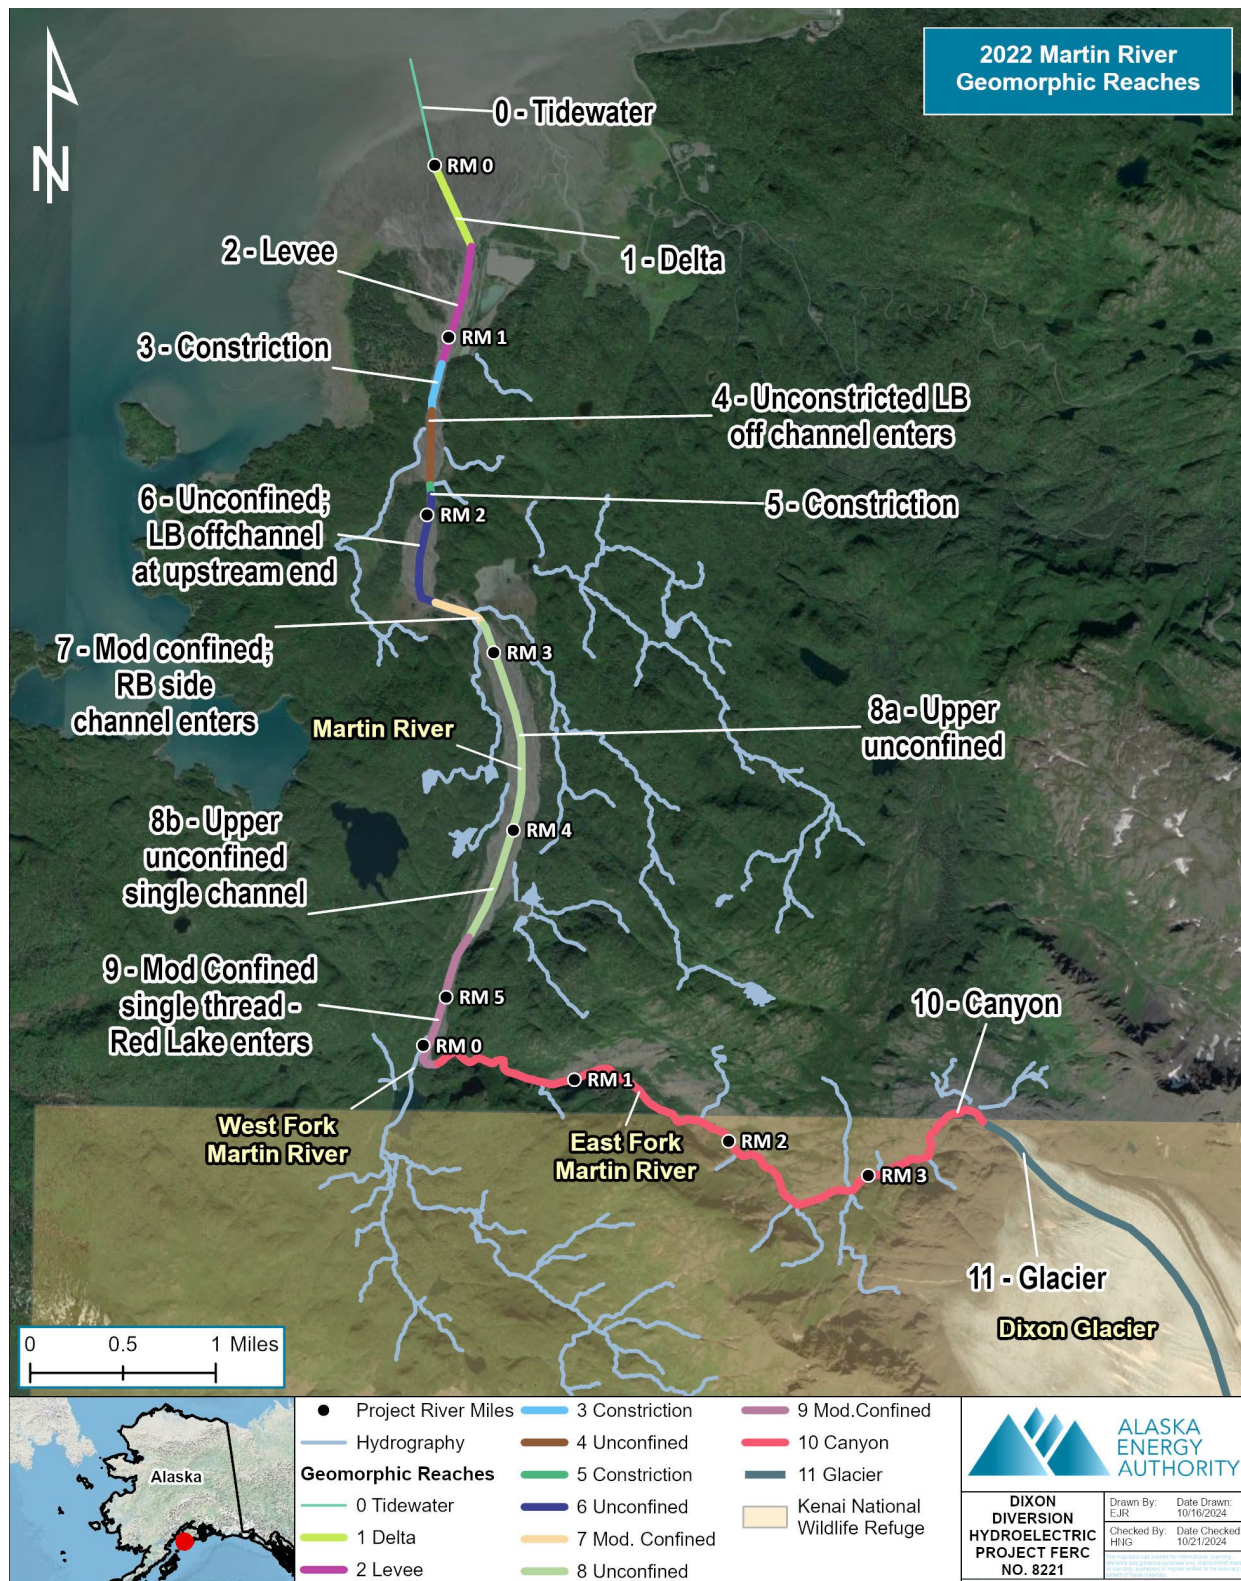 2022 Martin River
Geomorphic Reaches
N
0 - Tidewater
RM 0
1 - Delta
2 - Levee
RM 1
3 - Constriction
4 - Unconstricted LB
off channel enters
5 - Constriction
6 - Unconfined;
LB offchannel
at upstream end
RM 2
7 - Mod confined;
RB side
channel enters
RM 3
8a - Upper
unconfined
Martin River
8b - Upper
unconfined
single channel
RM 4
9 - Mod Confined
single thread -
Red Lake enters
RM 5
RM 0
10 - Canyon
RM 1
West Fork
Martin River
East Fork
Martin River
RM 2
RM 3
11 - Glacier
Dixon Glacier
0 0.5 1 Miles
Alaska
Project River Miles
Hydrography
Geomorphic Reaches
0 Tidewater
1 Delta
2 Levee
3 Constriction
4 Unconfined
5 Constriction
6 Unconfined
7 Mod. Confined
8 Unconfined
9 Mod.Confined
10 Canyon
11 Glacier
Kenai National
Wildlife Refuge
ALASKA
ENERGY
AUTHORITY
DIXON
DIVERSION
HYDROELECTRIC
PROJECT FERC
NO. 8221
Drawn By:
EJR
Date Drawn:
10/16/2024
Checked By:
HNG
Date Checked
10/21/2024